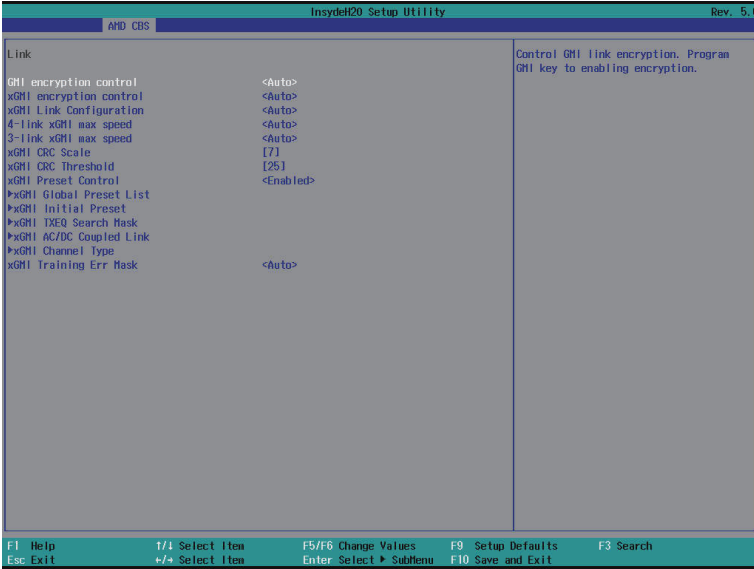 InsydeH2O Setup Utility Rev. 5.
AMD CBS
Link
Control GMI link encryption. Program
GMI key to enabling encryption.
GMI encryption control <Auto>
xGMI encryption control <Auto>
xGMI Link Configuration <Auto>
4-link xGMI max speed <Auto>
3-link xGMI max speed <Auto>
xGMI CRC Scale [7]
xGMI CRC Threshold [25]
xGMI Preset Control <Enabled>
▶xGMI Global Preset List
▶xGMI Initial Preset
▶xGMI TXEQ Search Mask
▶xGMI AC/DC Coupled Link
▶xGMI Channel Type
xGMI Training Err Mask <Auto>
F1 Help ↑/↓ Select Item F5/F6 Change Values F9 Setup Defaults F3 Search
Esc Exit ←/→ Select Item Enter Select ▶ SubMenu F10 Save and Exit